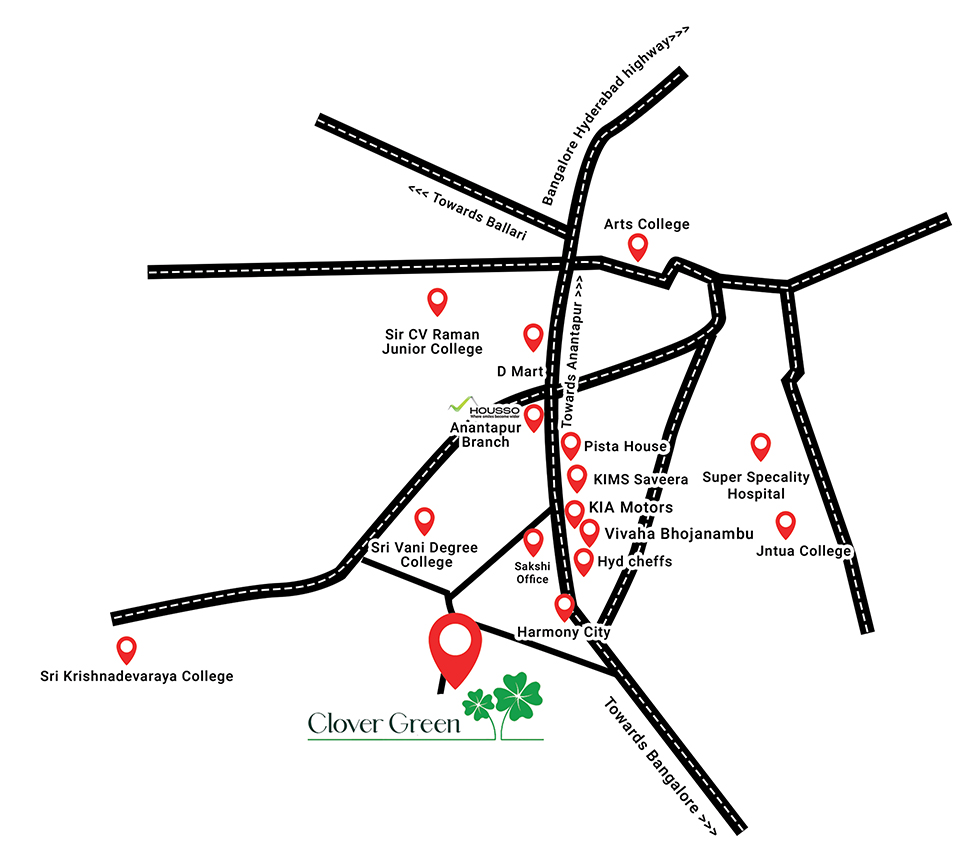 Bangalore Hyderabad highway>>>
<<< Towards Ballari
Arts College
Towards Anantapur >>>
Sir CV Raman
Junior College
D Mart
HOUSSO
Where smiles become wider
Anantapur
Branch
Pista House
KIMS Saveera
Super Specality
Hospital
KIA Motors
Vivaha Bhojanambu
Sri Vani Degree
College
Jntua College
Hyd cheffs
Sakshi
Office
Harmony City
Sri Krishnadevaraya College
Clover Green
Towards Bangalore >>>